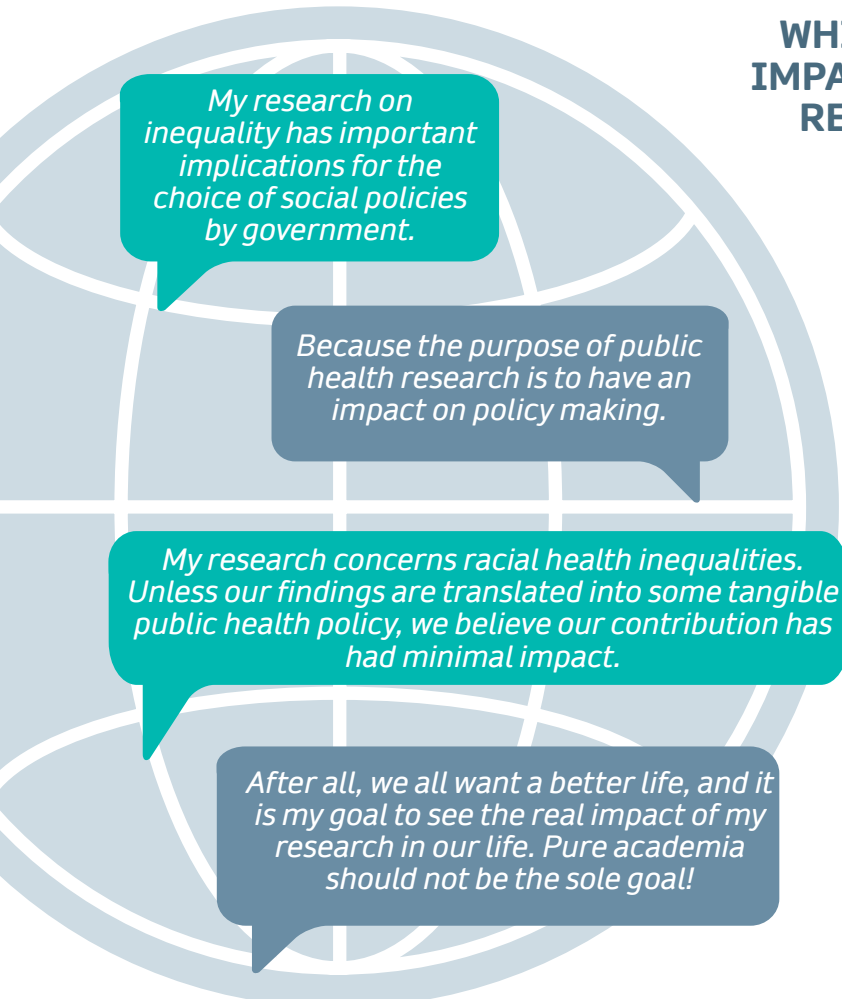 WHI
IMPA
RE
My research on
inequality has important
implications for the
choice of social policies
by government.
Because the purpose of public
health research is to have an
impact on policy making.
My research concerns racial health inequalities.
Unless our findings are translated into some tangible
public health policy, we believe our contribution has
had minimal impact.
After all, we all want a better life, and it
is my goal to see the real impact of my
research in our life. Pure academia
should not be the sole goal!